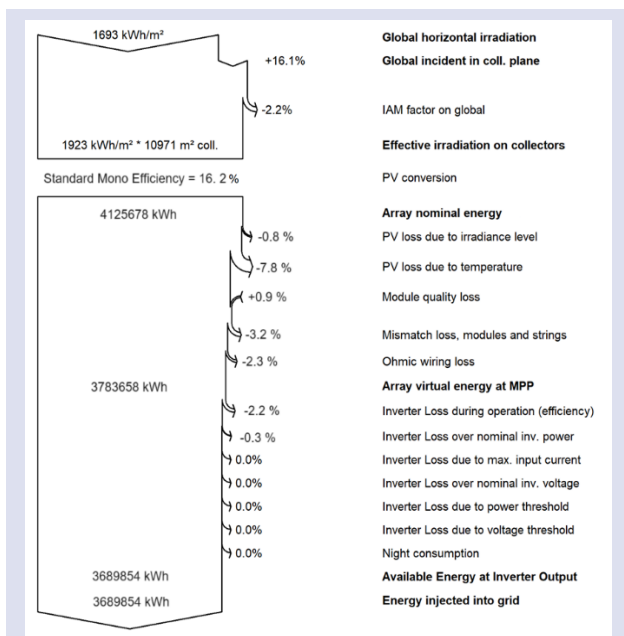 1693 kWh/m² Global horizontal irradiation
+16.1% Global incident in coll. plane
-2.2% IAM factor on global
1923 kWh/m² * 10971 m² coll. Effective irradiation on collectors
Standard Mono Efficiency = 16. 2 % PV conversion
4125678 kWh Array nominal energy
-0.8 % PV loss due to irradiance level
-7.8 % PV loss due to temperature
+0.9 % Module quality loss
-3.2 % Mismatch loss, modules and strings
-2.3 % Ohmic wiring loss
3783658 kWh Array virtual energy at MPP
-2.2 % Inverter Loss during operation (efficiency)
-0.3 % Inverter Loss over nominal inv. power
0.0% Inverter Loss due to max. input current
0.0% Inverter Loss over nominal inv. voltage
0.0% Inverter Loss due to power threshold
0.0% Inverter Loss due to voltage threshold
0.0% Night consumption
3689854 kWh Available Energy at Inverter Output
3689854 kWh Energy injected into grid